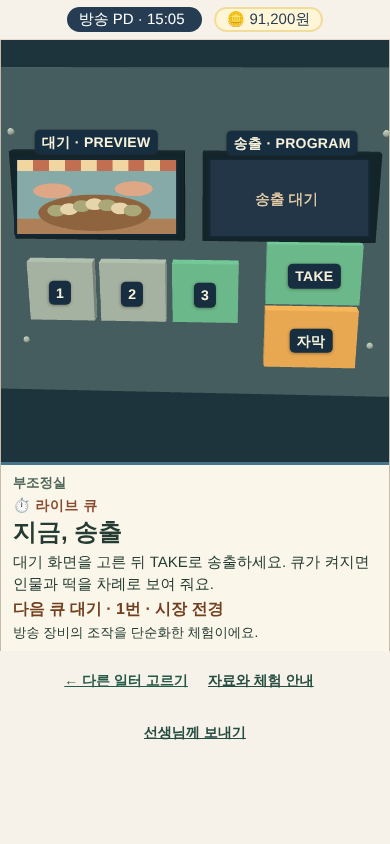 방송 PD · 15:05
91,200원
대기 · PREVIEW
송출 · PROGRAM
송출 대기
1
2
3
TAKE
자막
부조정실
라이브 큐
지금, 송출
대기 화면을 고른 뒤 TAKE로 송출하세요. 큐가 켜지면
인물과 떡을 차례로 보여 줘요.
다음 큐 대기 · 1번 · 시장 전경
방송 장비의 조작을 단순화한 체험이에요.
← 다른 일터 고르기
자료와 체험 안내
선생님께 보내기